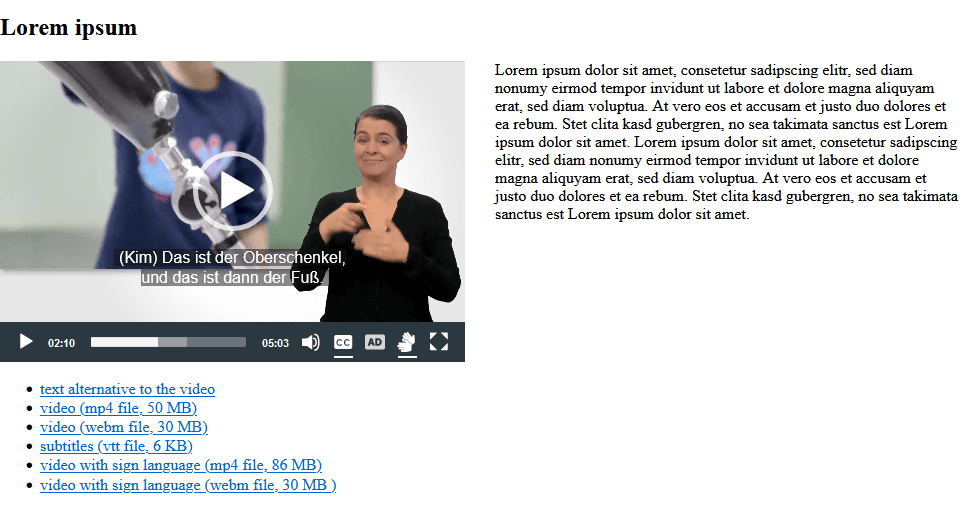 Lorem ipsum
(Kim) Das ist der Oberschenkel,
und das ist dann der Fuß.
02:10
05:03
CC
AD
text alternative to the video
video (mp4 file, 50 MB)
video (webm file, 30 MB)
subtitles (vtt file, 6 KB)
video with sign language (mp4 file, 86 MB)
video with sign language (webm file, 30 MB )
Lorem ipsum dolor sit amet, consetetur sadipscing elitr, sed diam
nonumy eirmod tempor invidunt ut labore et dolore magna aliquyam
erat, sed diam voluptua. At vero eos et accusam et justo duo dolores et
ea rebum. Stet clita kasd gubergren, no sea takimata sanctus est Lorem
ipsum dolor sit amet. Lorem ipsum dolor sit amet, consetetur sadipscing
elitr, sed diam nonumy eirmod tempor invidunt ut labore et dolore
magna aliquyam erat, sed diam voluptua. At vero eos et accusam et
justo duo dolores et ea rebum. Stet clita kasd gubergren, no sea takimata
sanctus est Lorem ipsum dolor sit amet.